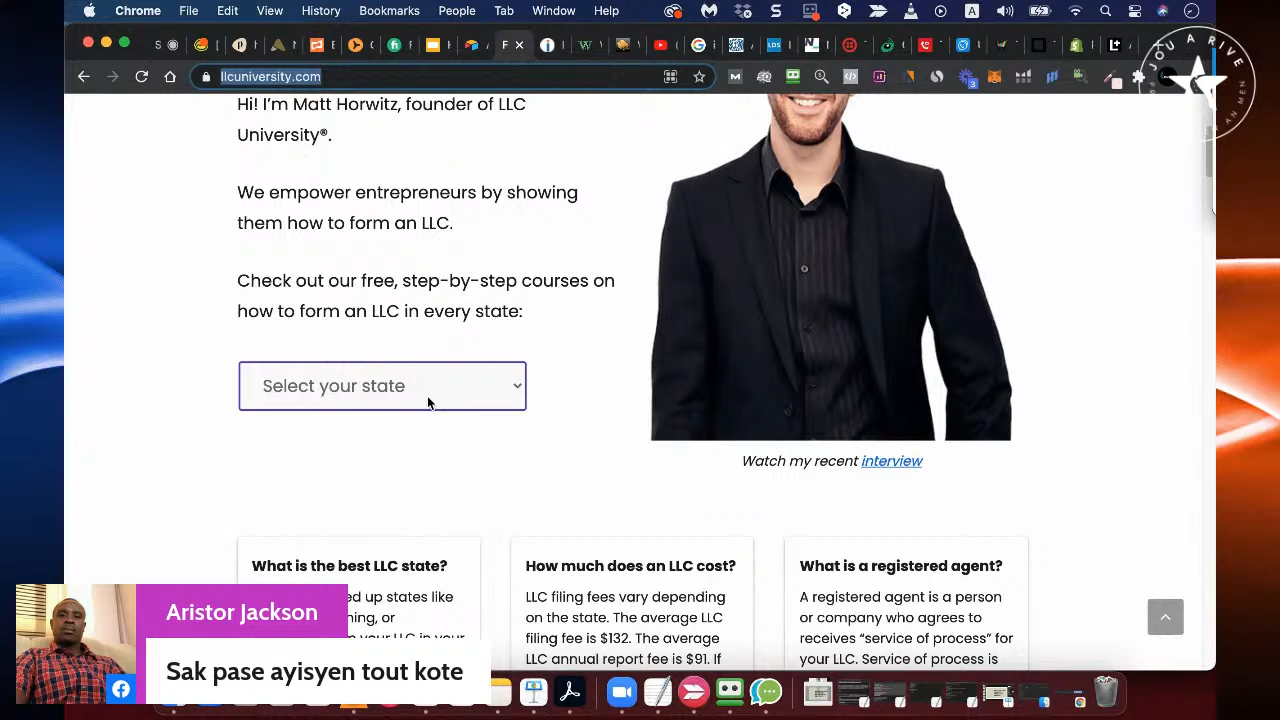 Chrome File Edit View History Bookmarks People Tab Window Help
llcuniversity.com
Hi! I'm Matt Horwitz, founder of LLC
University®.
We empower entrepreneurs by showing
them how to form an LLC.
Check out our free, step-by-step courses on
how to form an LLC in every state:
Select your state
Watch my recent interview
What is the best LLC state?
ed up states like
ning, or
How much does an LLC cost?
LLC filing fees vary depending
on the state. The average LLC
filing fee is $132. The average
LLC annual report fee is $91. If
What is a registered agent?
A registered agent is a person
or company who agrees to
receives “service of process” for
your LLC. Service of process is
Aristor Jackson
Sak pase ayisyen tout kote